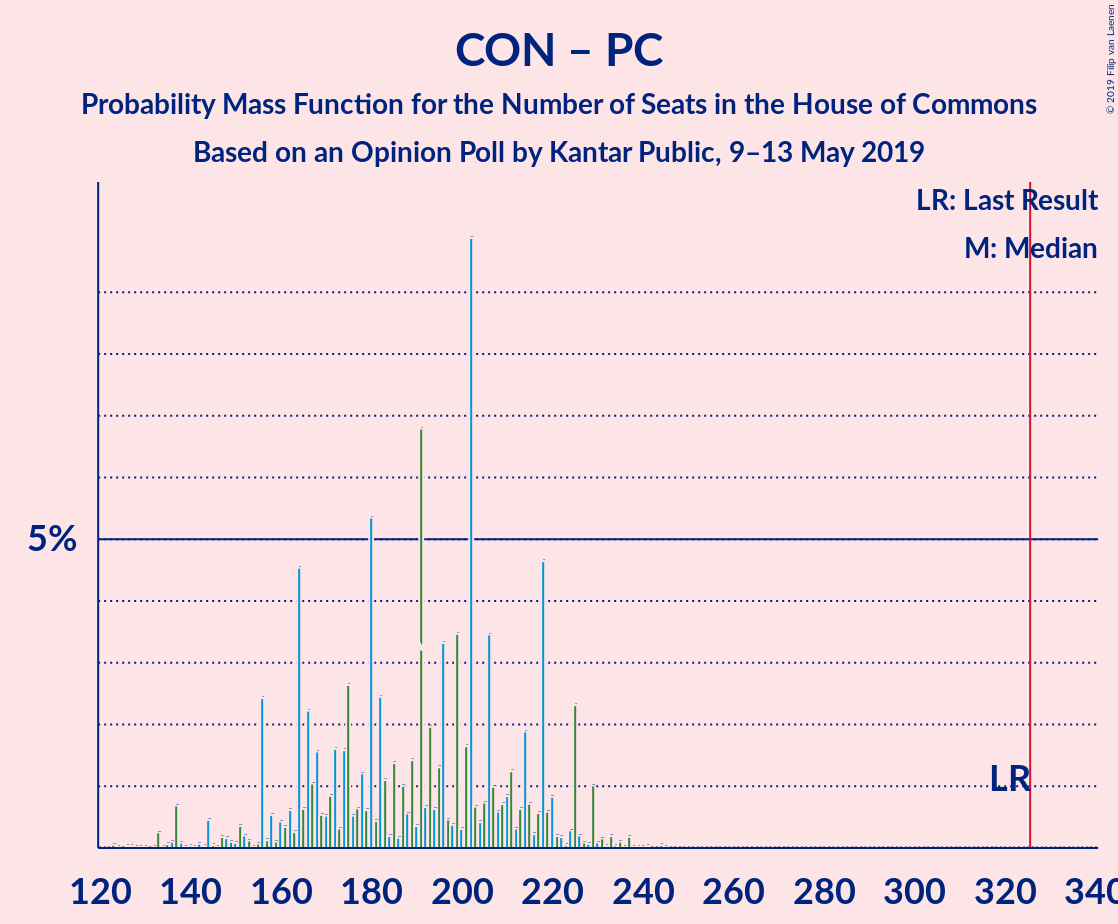 CON – PC
Probability Mass Function for the Number of Seats in the House of Commons
Based on an Opinion Poll by Kantar Public, 9–13 May 2019
© 2019 Filip van Laenen
LR: Last Result
M: Median
5%
LR
120 140 160 180 200 220 240 260 280 300 320 340